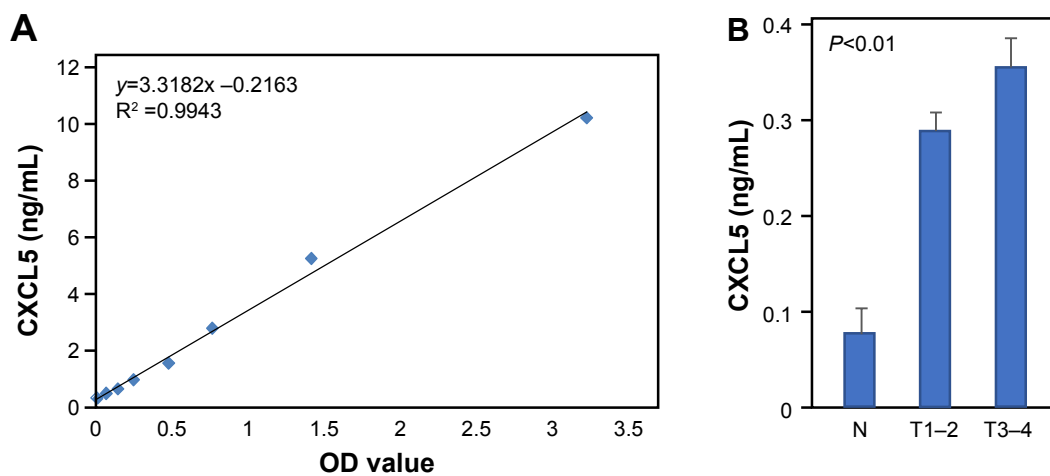 A
y=3.3182x –0.2163
R² =0.9943
CXCL5 (ng/mL)
12
10
8
6
4
2
0
0 0.5 1 1.5 2 2.5 3 3.5
OD value
B
P<0.01
CXCL5 (ng/mL)
0.4
0.3
0.2
0.1
0
N T1–2 T3–4